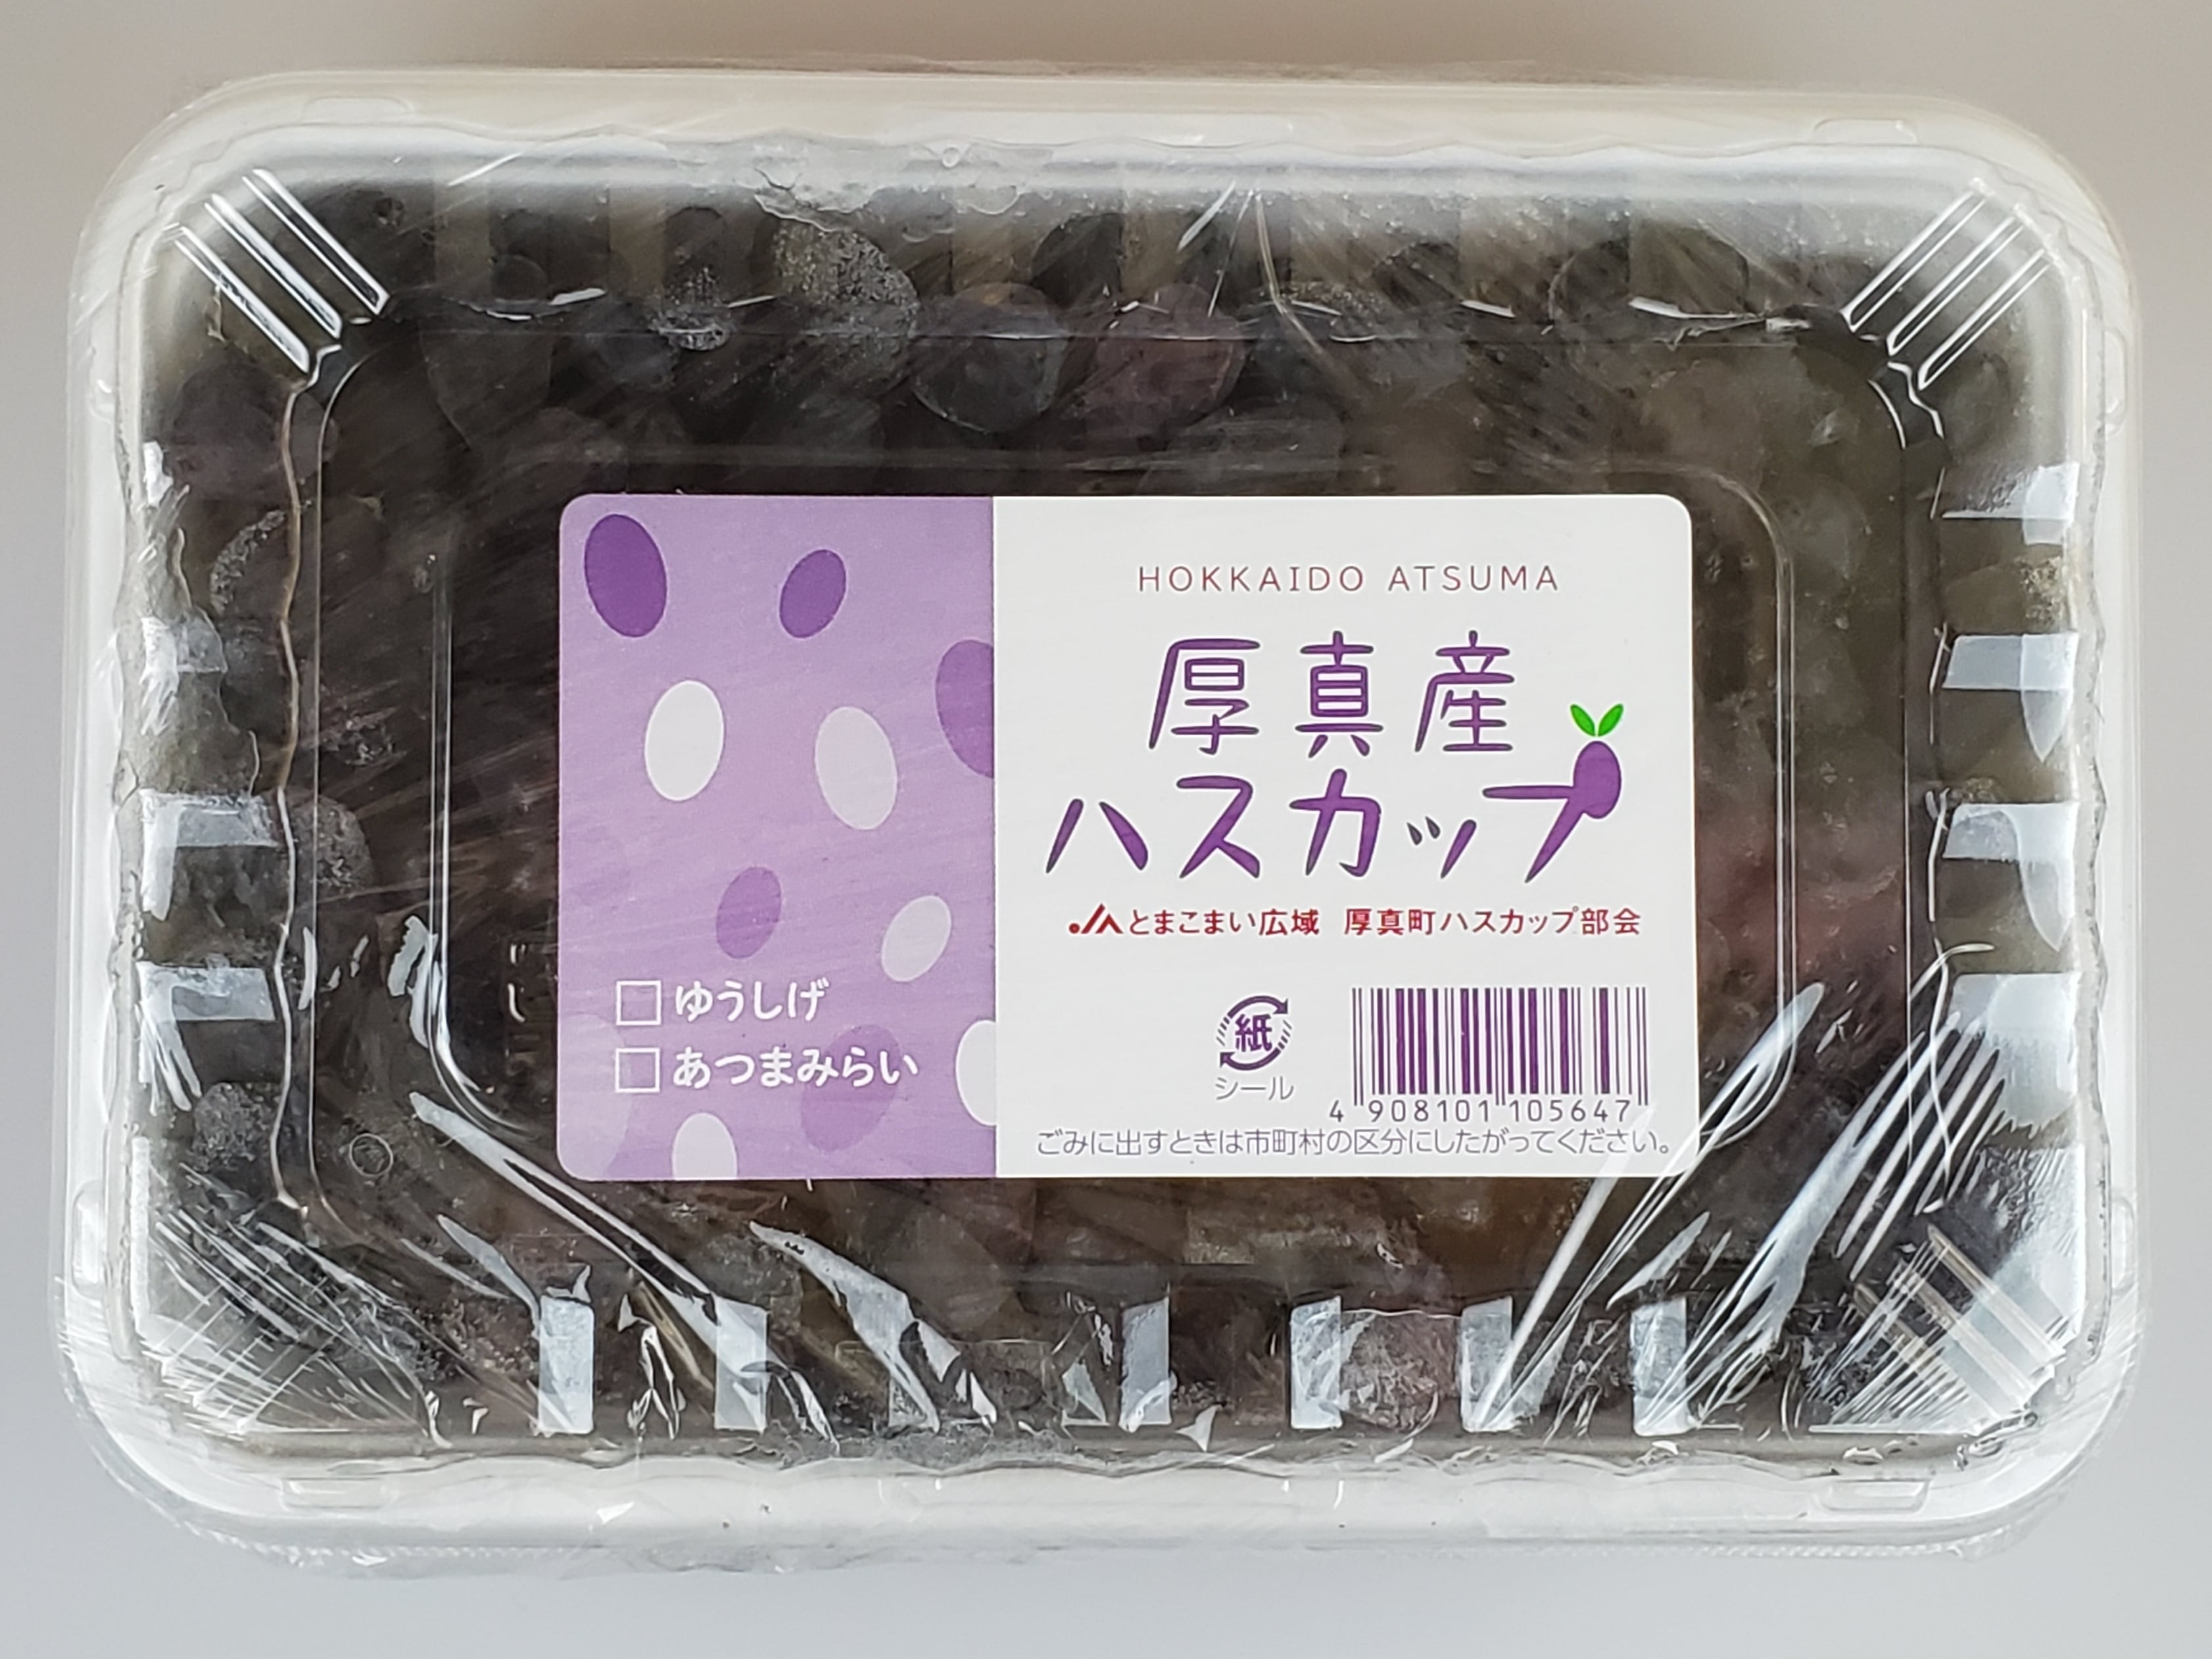 HOKKAIDO ATSUMA
厚真産
ハスカップ
JAとまこまい広域 厚真町ハスカップ部会
□ゆうしげ
□あつまみらい
紙
シール
4 908101 105647
ごみに出すときは市町村の区分にしたがってください。